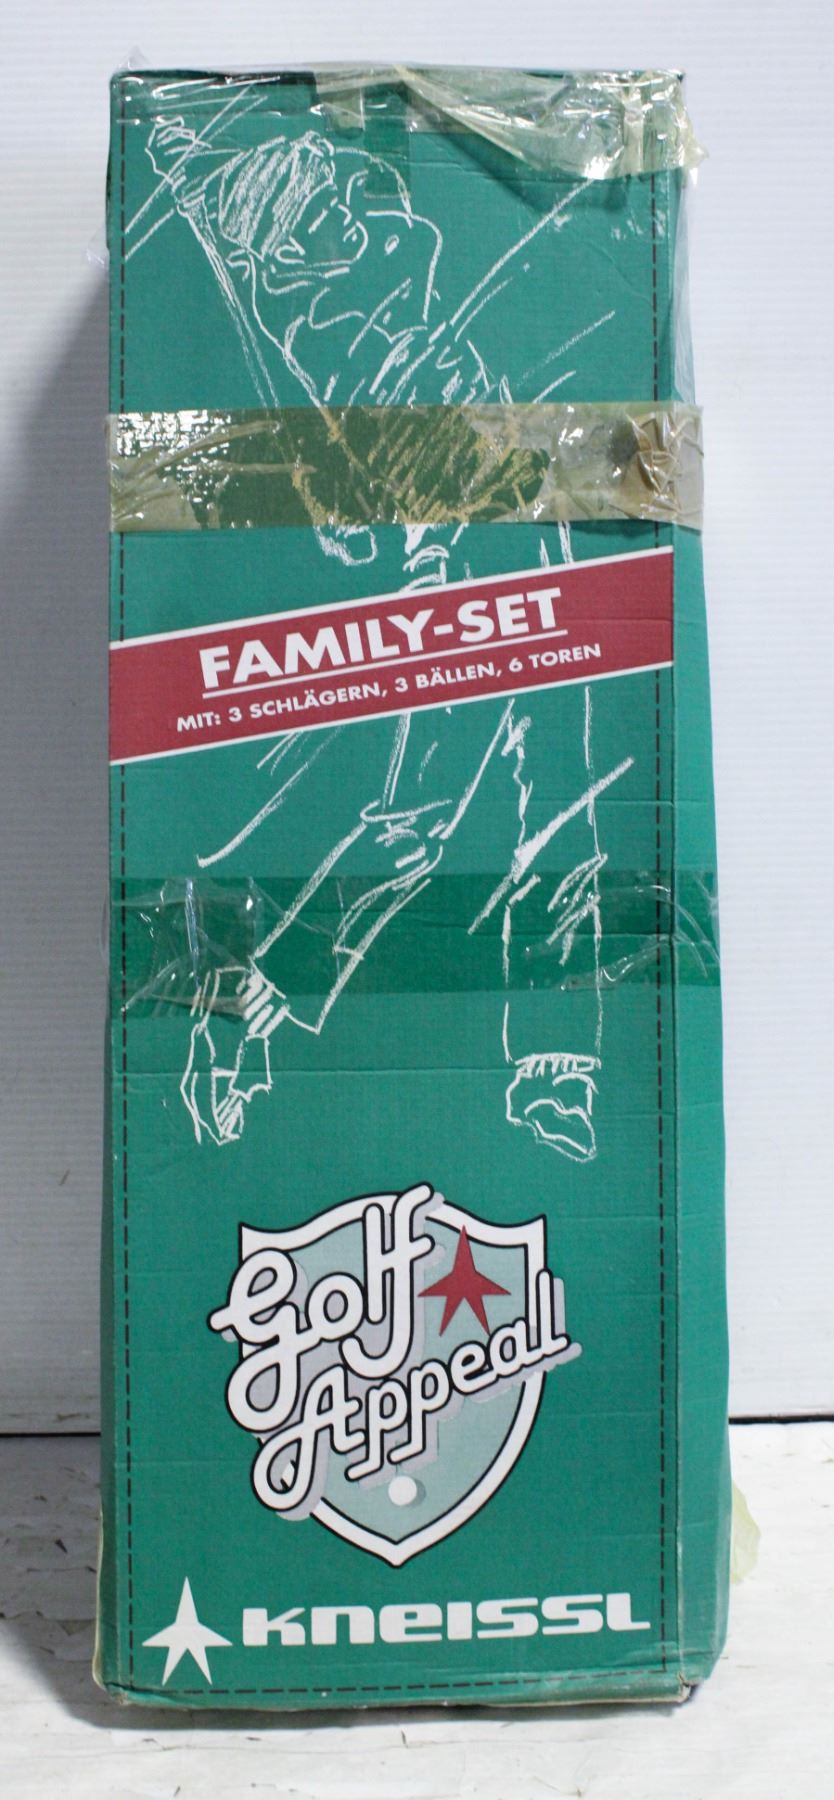 FAMILY-SET
MIT: 3 SCHLÄGERN, 3 BÄLLEN, 6 TOREN
Golf
Appeal
KNEISSL